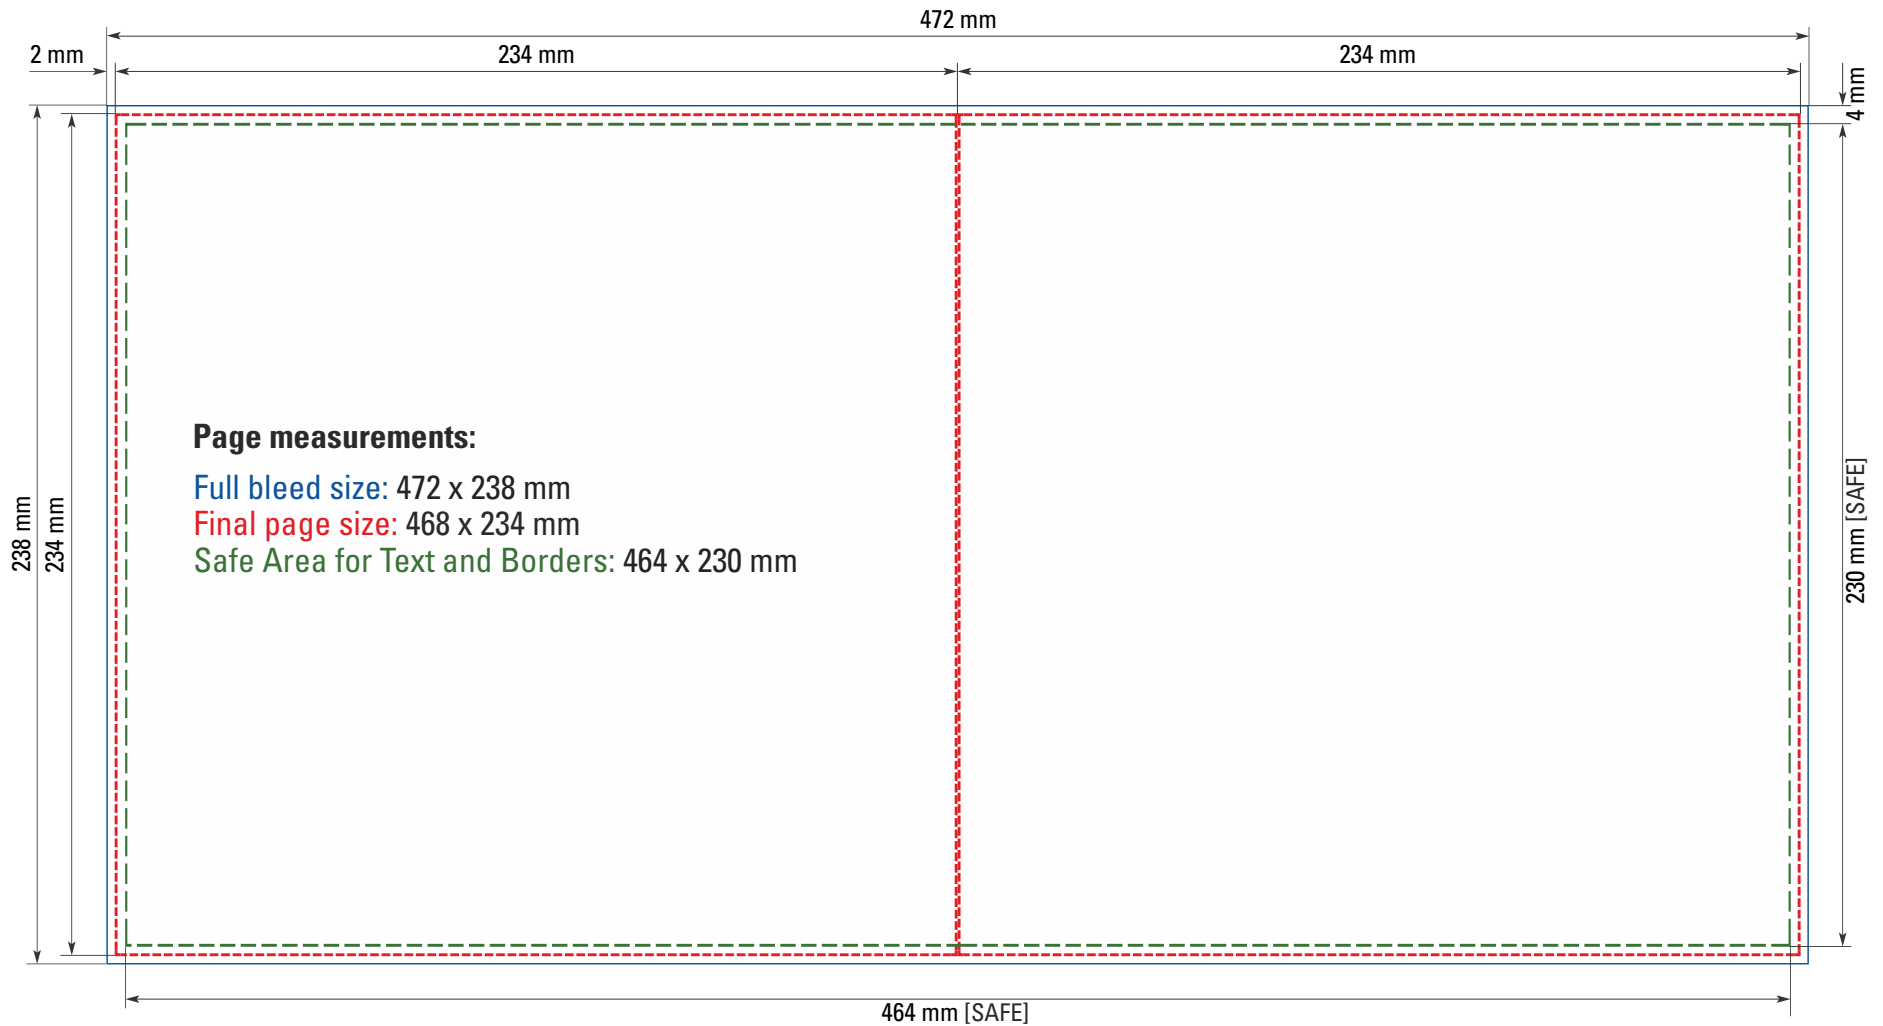 472 mm
2 mm
234 mm
234 mm
4 mm
Page measurements:
Full bleed size: 472 x 238 mm
Final page size: 468 x 234 mm
Safe Area for Text and Borders: 464 x 230 mm
238 mm
234 mm
230 mm [SAFE]
464 mm [SAFE]